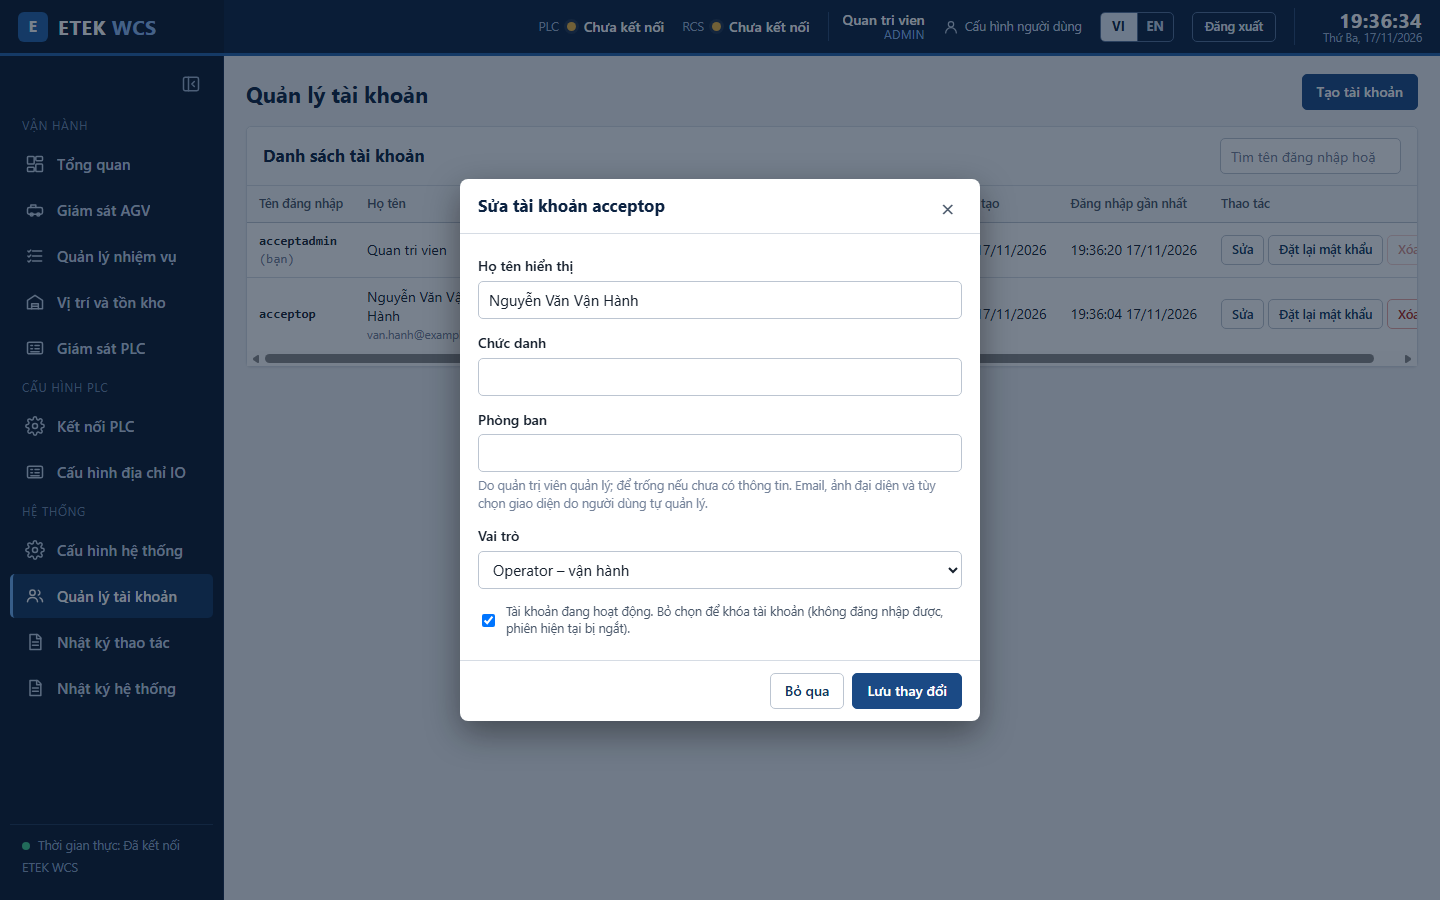 E ETEK WCS
PLC Chưa kết nối RCS Chưa kết nối
Quan tri vien
ADMIN
Cấu hình người dùng
VI EN
Đăng xuất
19:36:34
Thứ Ba, 17/11/2026
VẬN HÀNH
Tổng quan
Giám sát AGV
Quản lý nhiệm vụ
Vị trí và tồn kho
Giám sát PLC
CẤU HÌNH PLC
Kết nối PLC
Cấu hình địa chỉ IO
HỆ THỐNG
Cấu hình hệ thống
Quản lý tài khoản
Nhật ký thao tác
Nhật ký hệ thống
Thời gian thực: Đã kết nối
ETEK WCS
Quản lý tài khoản
Tạo tài khoản
Danh sách tài khoản
Tìm tên đăng nhập hoặ
Tên đăng nhập Họ tên tạo Đăng nhập gần nhất Thao tác
acceptadmin
(bạn)
Quan tri vien 17/11/2026 19:36:20 17/11/2026 Sửa Đặt lại mật khẩu Xóa
acceptop
Nguyễn Văn Vậ
Hành
van.hanh@examp
17/11/2026 19:36:04 17/11/2026 Sửa Đặt lại mật khẩu Xóa
Sửa tài khoản acceptop
×
Họ tên hiển thị
Nguyễn Văn Vận Hành
Chức danh
Phòng ban
Do quản trị viên quản lý; để trống nếu chưa có thông tin. Email, ảnh đại diện và tùy
chọn giao diện do người dùng tự quản lý.
Vai trò
Operator – vận hành
Tài khoản đang hoạt động. Bỏ chọn để khóa tài khoản (không đăng nhập được,
phiên hiện tại bị ngắt).
Bỏ qua
Lưu thay đổi